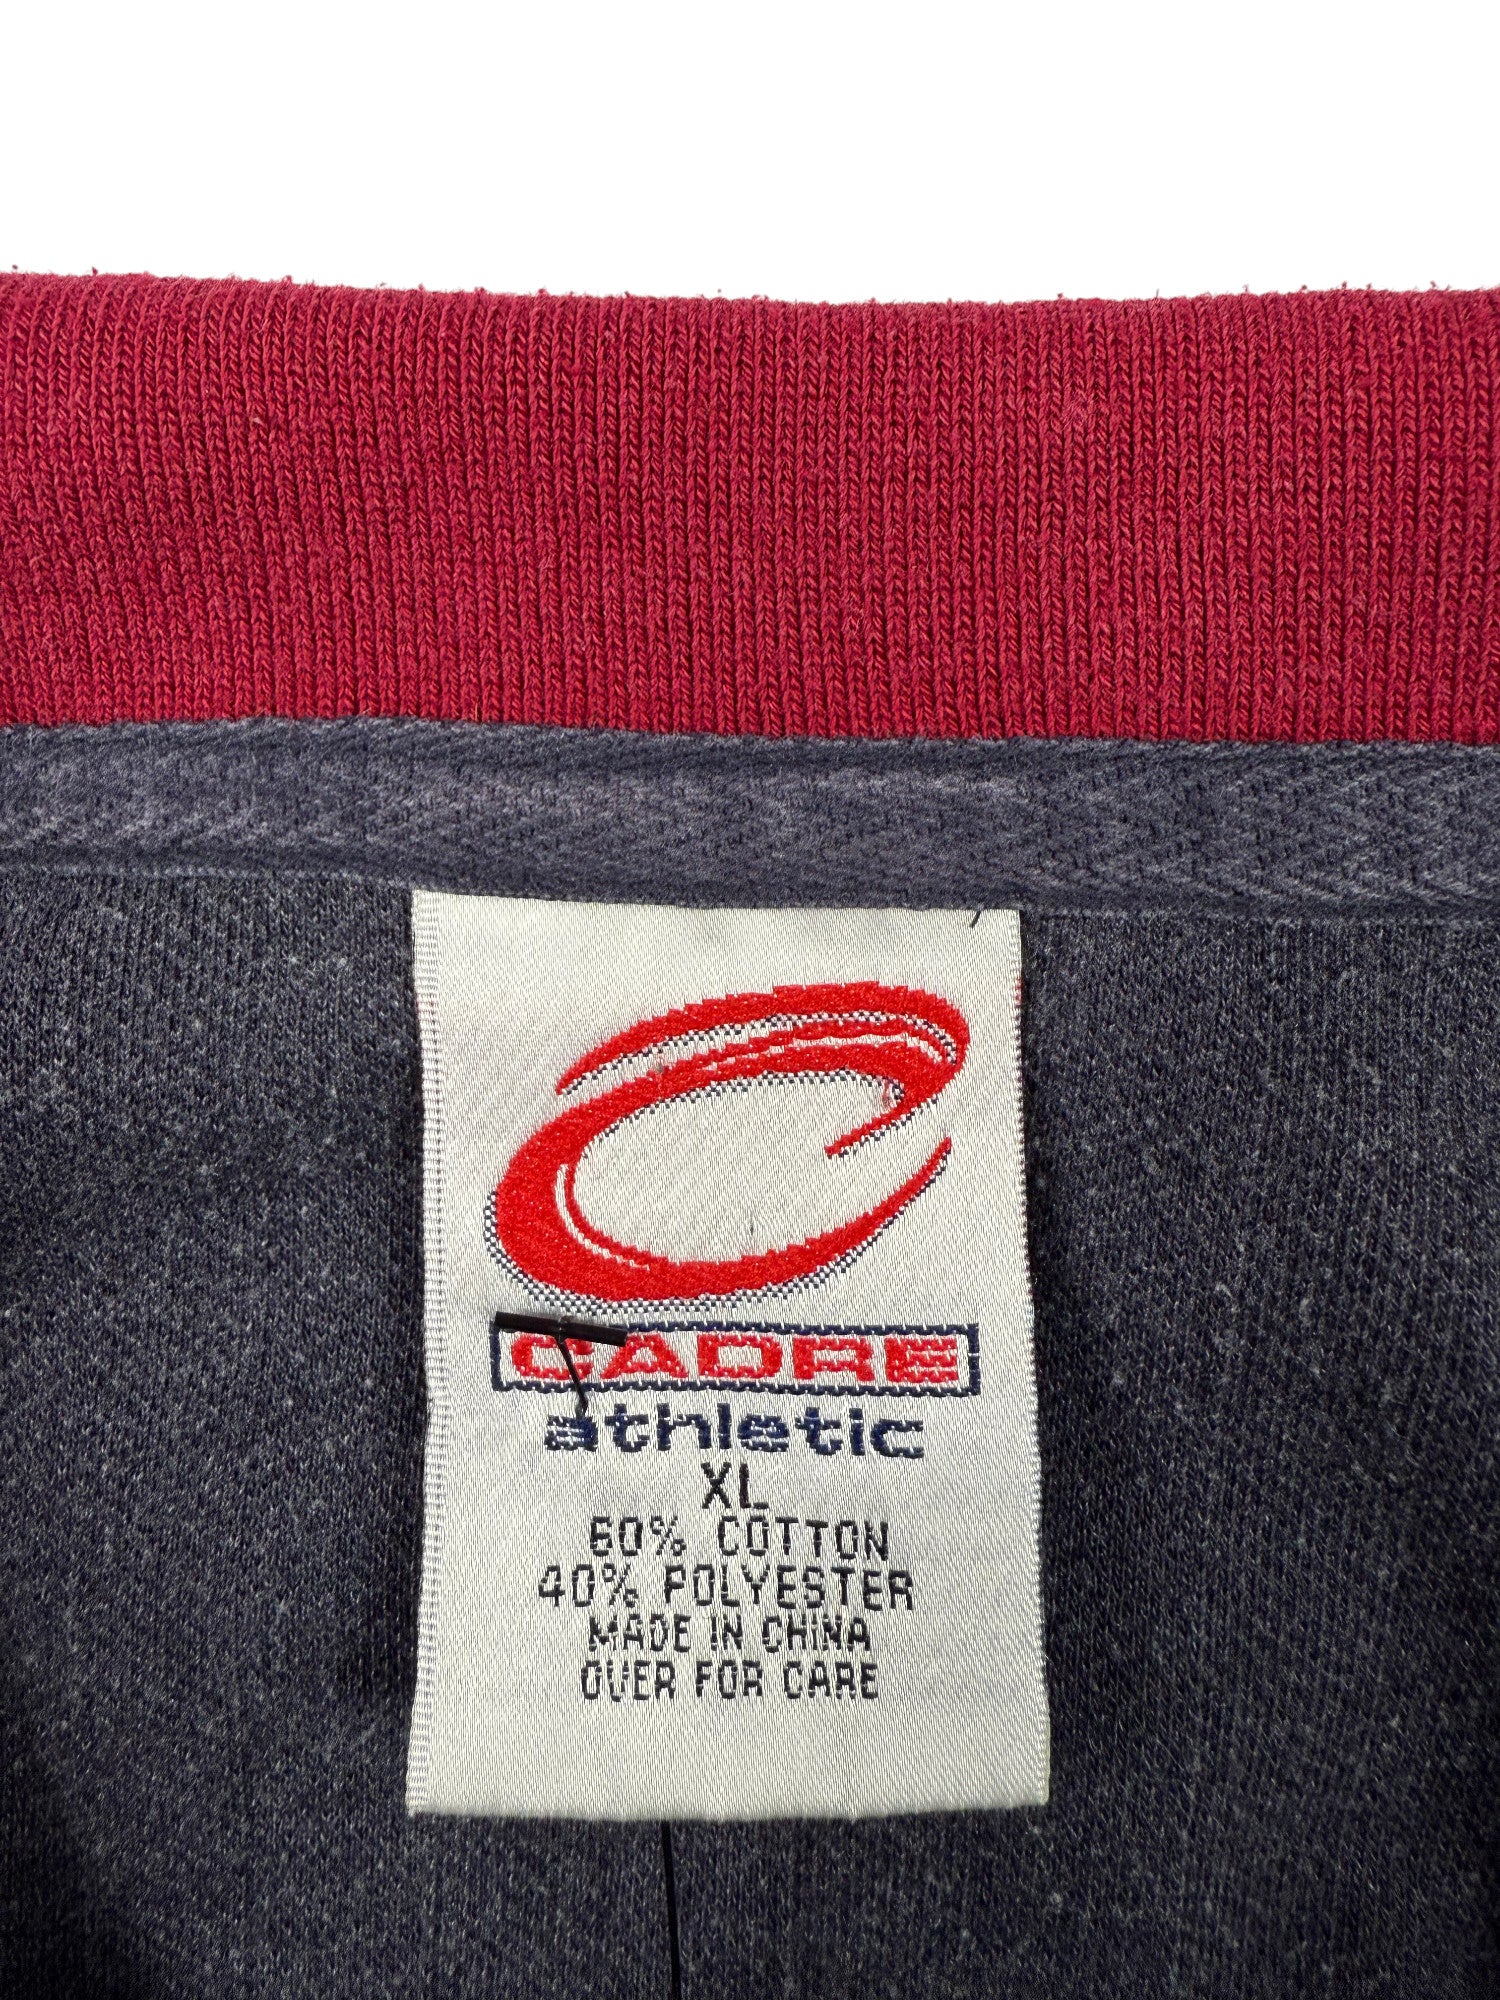 CADRE
athletic
XL
60% COTTON
40% POLYESTER
MADE IN CHINA
OVER FOR CARE